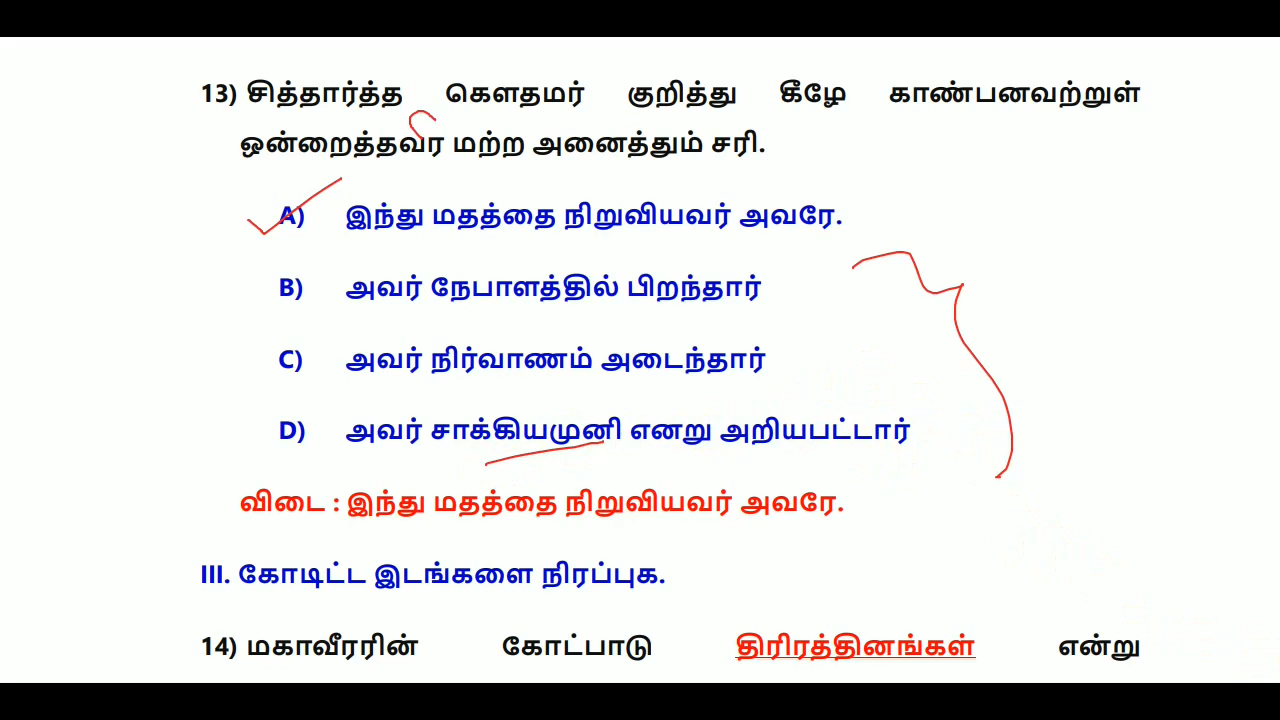 13) சித்தார்த்த கௌதமர் குறித்து கீழே காண்பனவற்றுள்
ஒன்றைத்தவர மற்ற அனைத்தும் சரி.
A) இந்து மதத்தை நிறுவியவர் அவரே.
B) அவர் நேபாளத்தில் பிறந்தார்
C) அவர் நிர்வாணம் அடைந்தார்
D) அவர் சாக்கியமுனி எனறு அறியபட்டார்
விடை : இந்து மதத்தை நிறுவியவர் அவரே.
III. கோடிட்ட இடங்களை நிரப்புக.
14) மகாவீரரின் கோட்பாடு திரிரத்தினங்கள் என்று